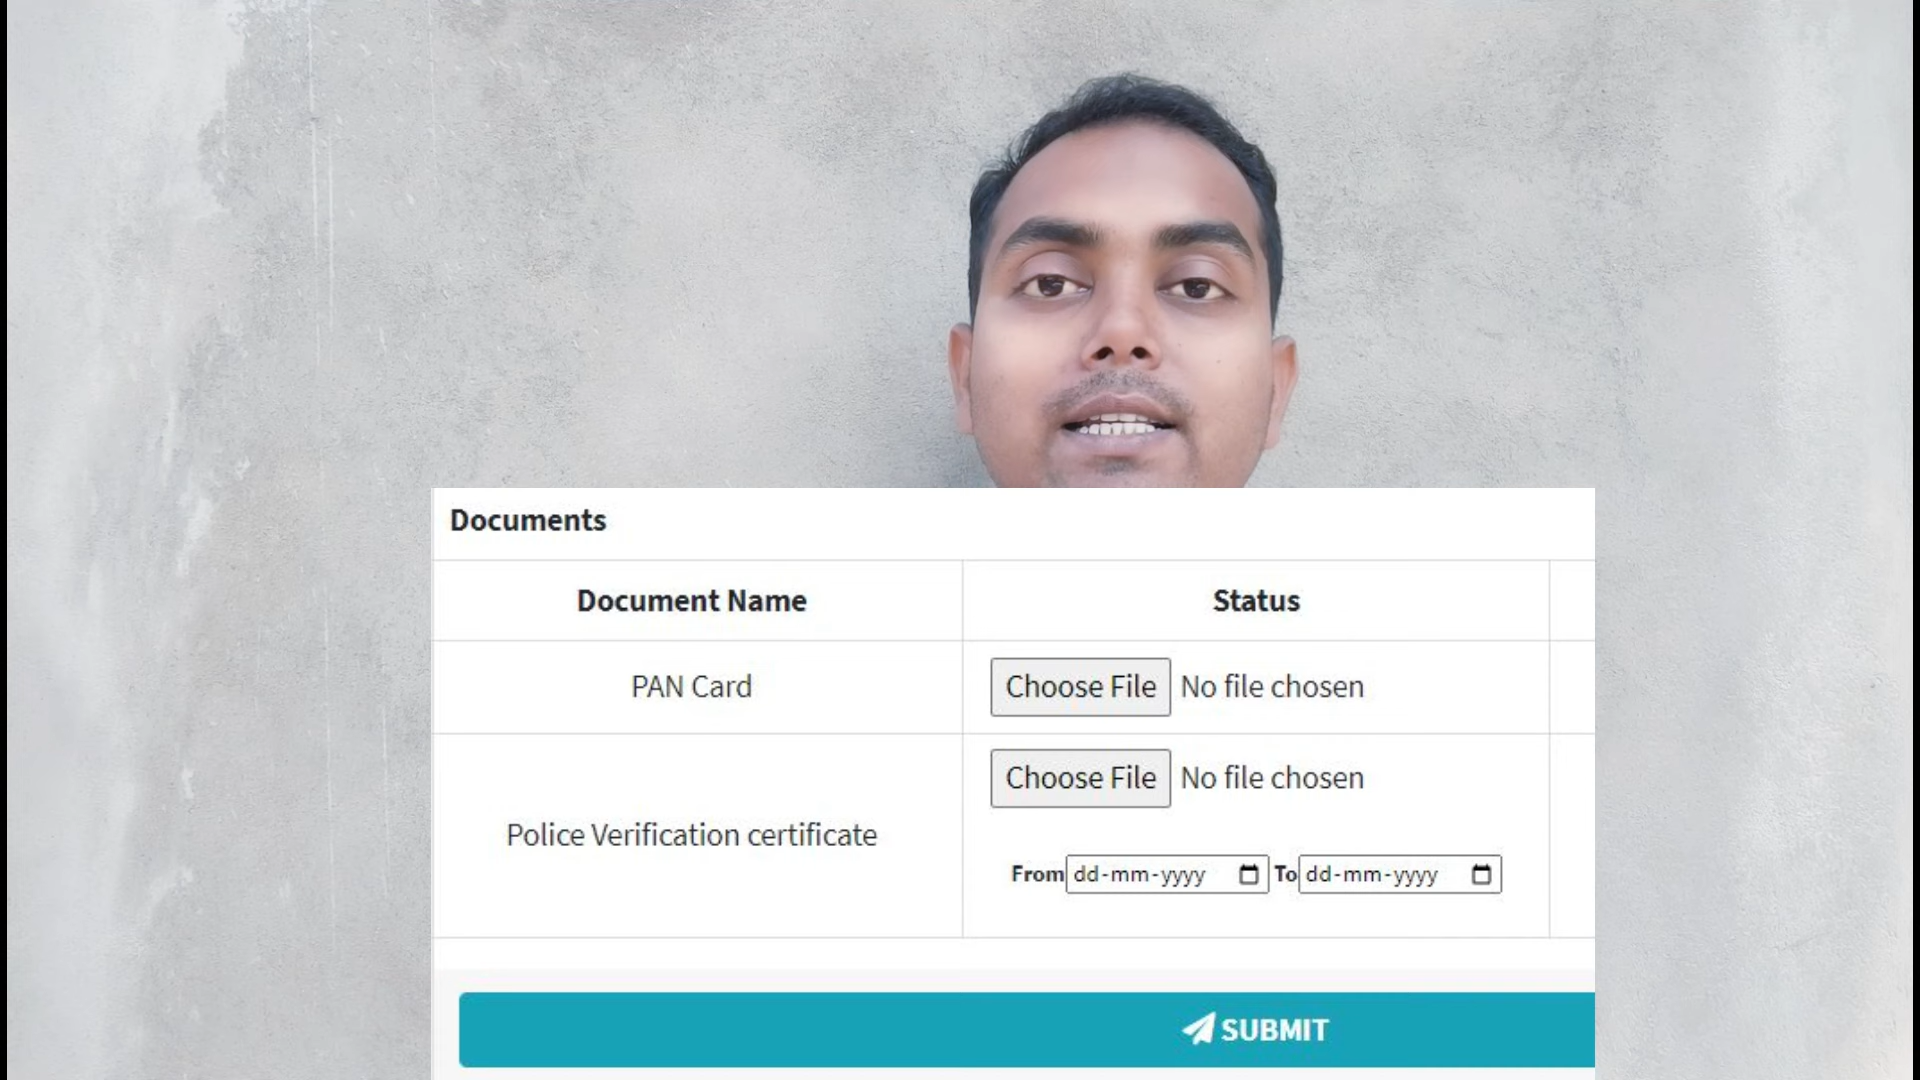 Documents
Document Name Status
PAN Card Choose File No file chosen
Choose File No file chosen
Police Verification certificate
From dd-mm-yyyy To dd-mm-yyyy
SUBMIT